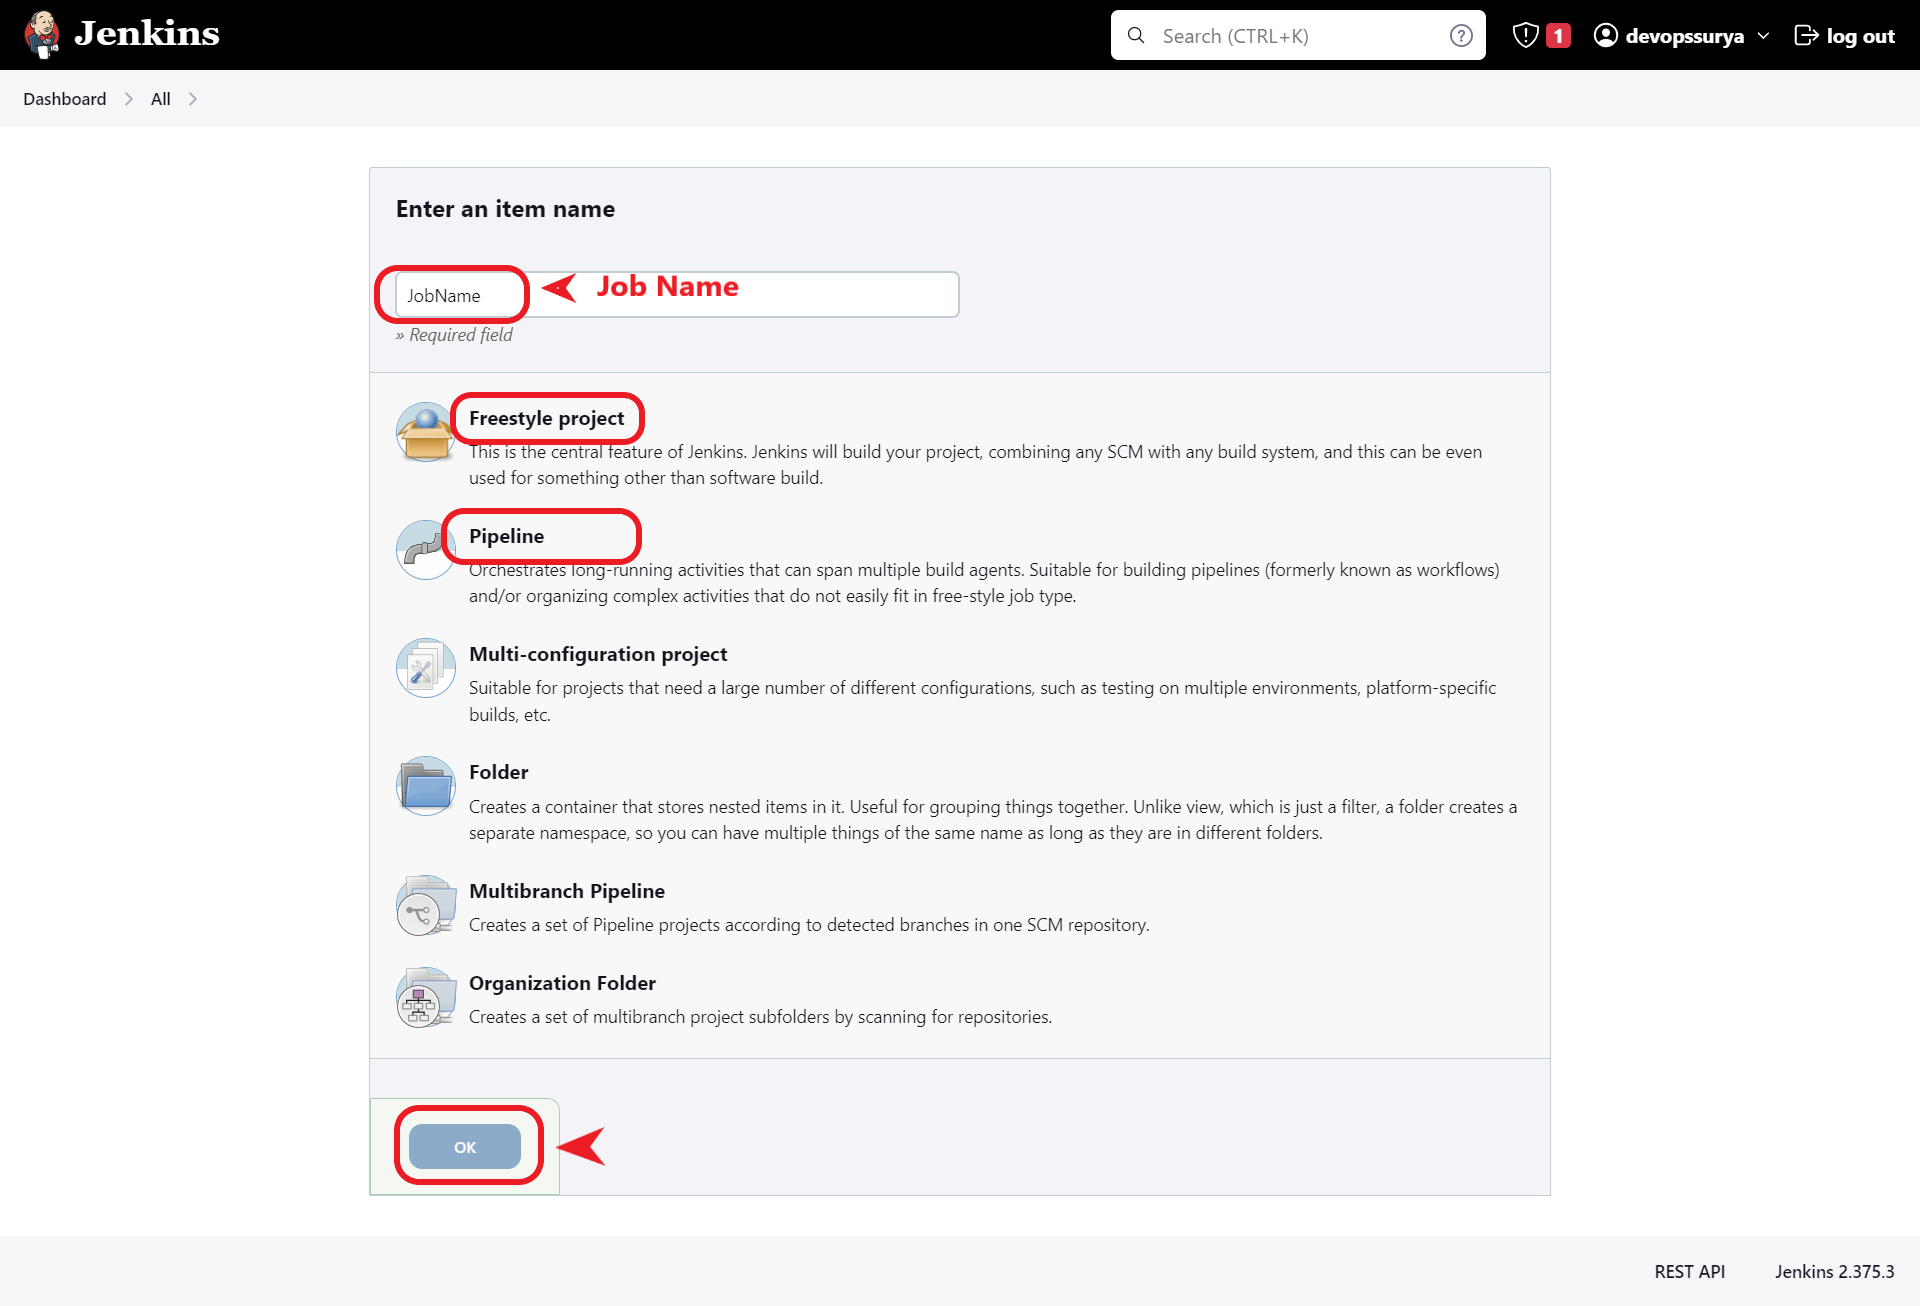 Jenkins
Search (CTRL+K)
1
devopssurya
log out
Dashboard
All
Enter an item name
JobName
Job Name
» Required field
Freestyle project
This is the central feature of Jenkins. Jenkins will build your project, combining any SCM with any build system, and this can be even
used for something other than software build.
Pipeline
Orchestrates long-running activities that can span multiple build agents. Suitable for building pipelines (formerly known as workflows)
and/or organizing complex activities that do not easily fit in free-style job type.
Multi-configuration project
Suitable for projects that need a large number of different configurations, such as testing on multiple environments, platform-specific
builds, etc.
Folder
Creates a container that stores nested items in it. Useful for grouping things together. Unlike view, which is just a filter, a folder creates a
separate namespace, so you can have multiple things of the same name as long as they are in different folders.
Multibranch Pipeline
Creates a set of Pipeline projects according to detected branches in one SCM repository.
Organization Folder
Creates a set of multibranch project subfolders by scanning for repositories.
OK
REST API
Jenkins 2.375.3